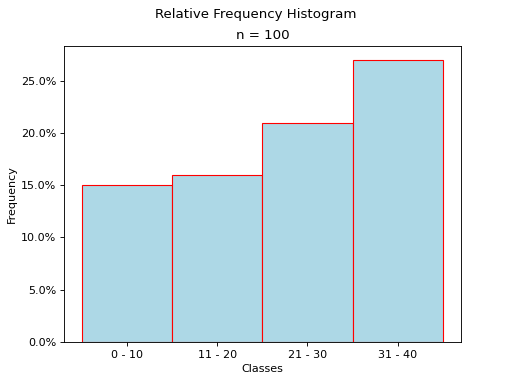 Relative Frequency Histogram
n = 100
25.0%
20.0%
15.0%
10.0%
5.0%
0.0%
Frequency
0 - 10 11 - 20 21 - 30 31 - 40
Classes